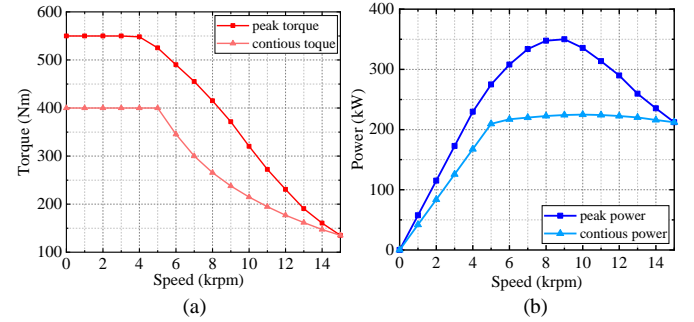 (a)
600
500
400
300
200
100
Torque (Nm)
peak torque
contious toque
0 2 4 6 8 10 12 14
Speed (krpm)
(a)
(b)
400
300
200
100
0
Power (kW)
peak power
contious power
0 2 4 6 8 10 12 14
Speed (krpm)
(b)